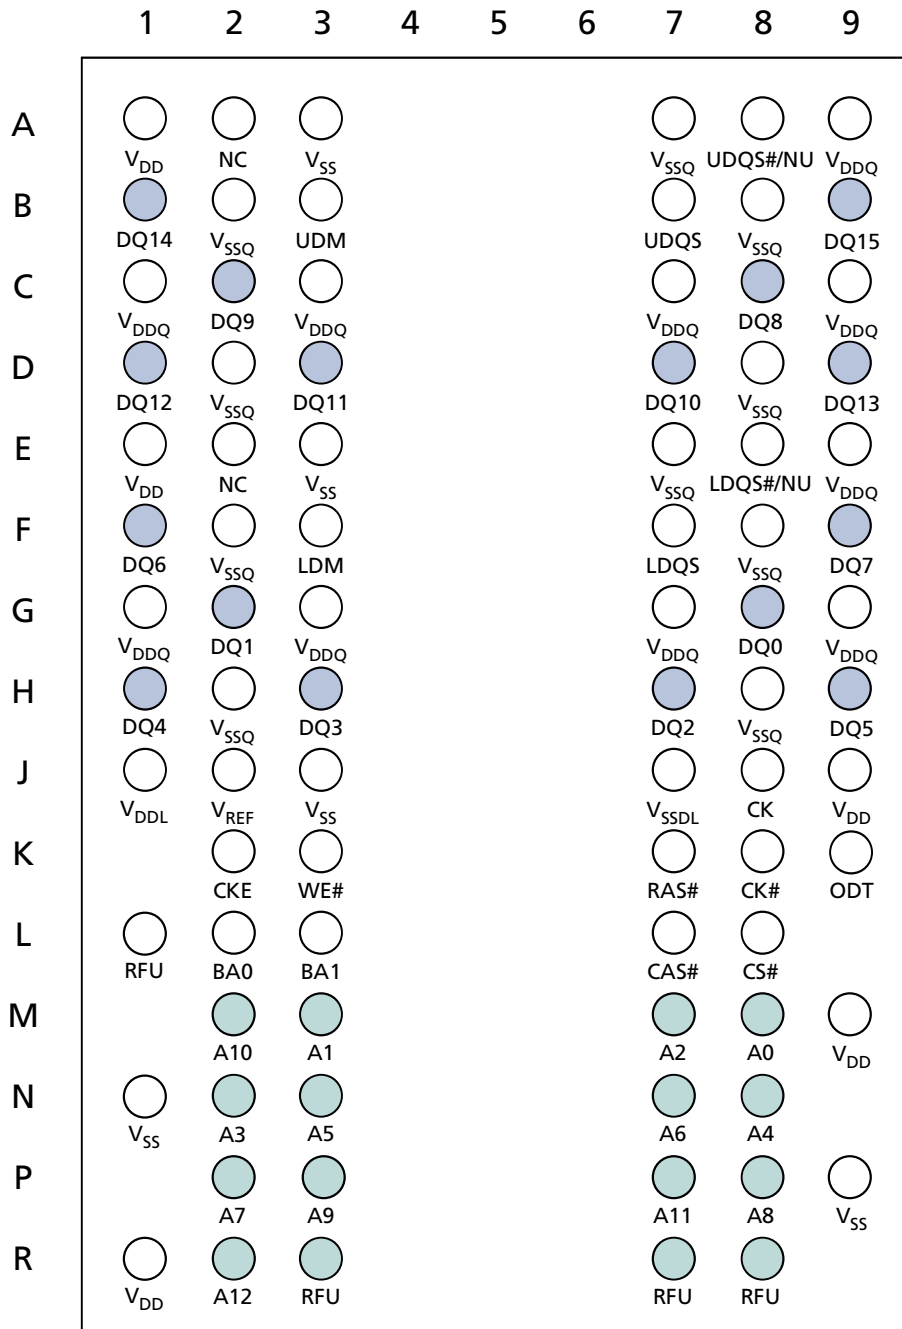 1 2 3 4 5 6 7 8 9
A
VDD NC VSS VSSQ UDQS#/NU VDDQ
B
DQ14 VSSQ UDM UDQS VSSQ DQ15
C
VDDQ DQ9 VDDQ VDDQ DQ8 VDDQ
D
DQ12 VSSQ DQ11 DQ10 VSSQ DQ13
E
VDD NC VSS VSSQ LDQS#/NU VDDQ
F
DQ6 VSSQ LDM LDQS VSSQ DQ7
G
VDDQ DQ1 VDDQ VDDQ DQ0 VDDQ
H
DQ4 VSSQ DQ3 DQ2 VSSQ DQ5
J
VDDL VREF VSS VSSDL CK VDD
K
CKE WE# RAS# CK# ODT
L
RFU BA0 BA1 CAS# CS#
M
A10 A1 A2 A0 VDD
N
VSS A3 A5 A6 A4
P
A7 A9 A11 A8 VSS
R
VDD A12 RFU RFU RFU